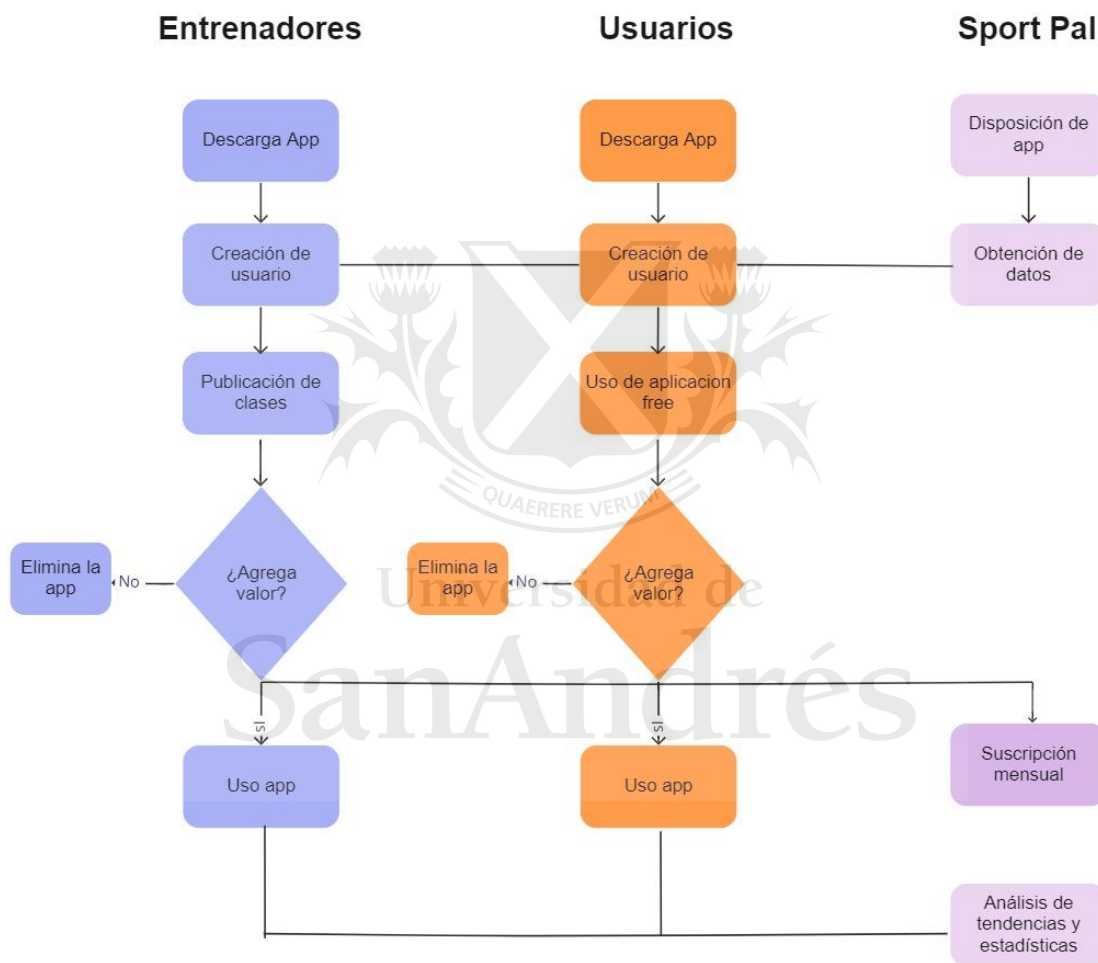 Entrenadores
Usuarios
Sport Pal
Descarga App
Descarga App
Disposición de
app
Creación de
usuario
Creación de
usuario
Obtención de
datos
Publicación de
clases
Uso de aplicacion
free
QUAERERE VERUM
Elimina la
app
No
¿Agrega
valor?
Elimina la
app
No
¿Agrega
valor?
Universidad de
SanAndrés
Si
Si
Uso app
Uso app
Suscripción
mensual
Análisis de
tendencias y
estadísticas